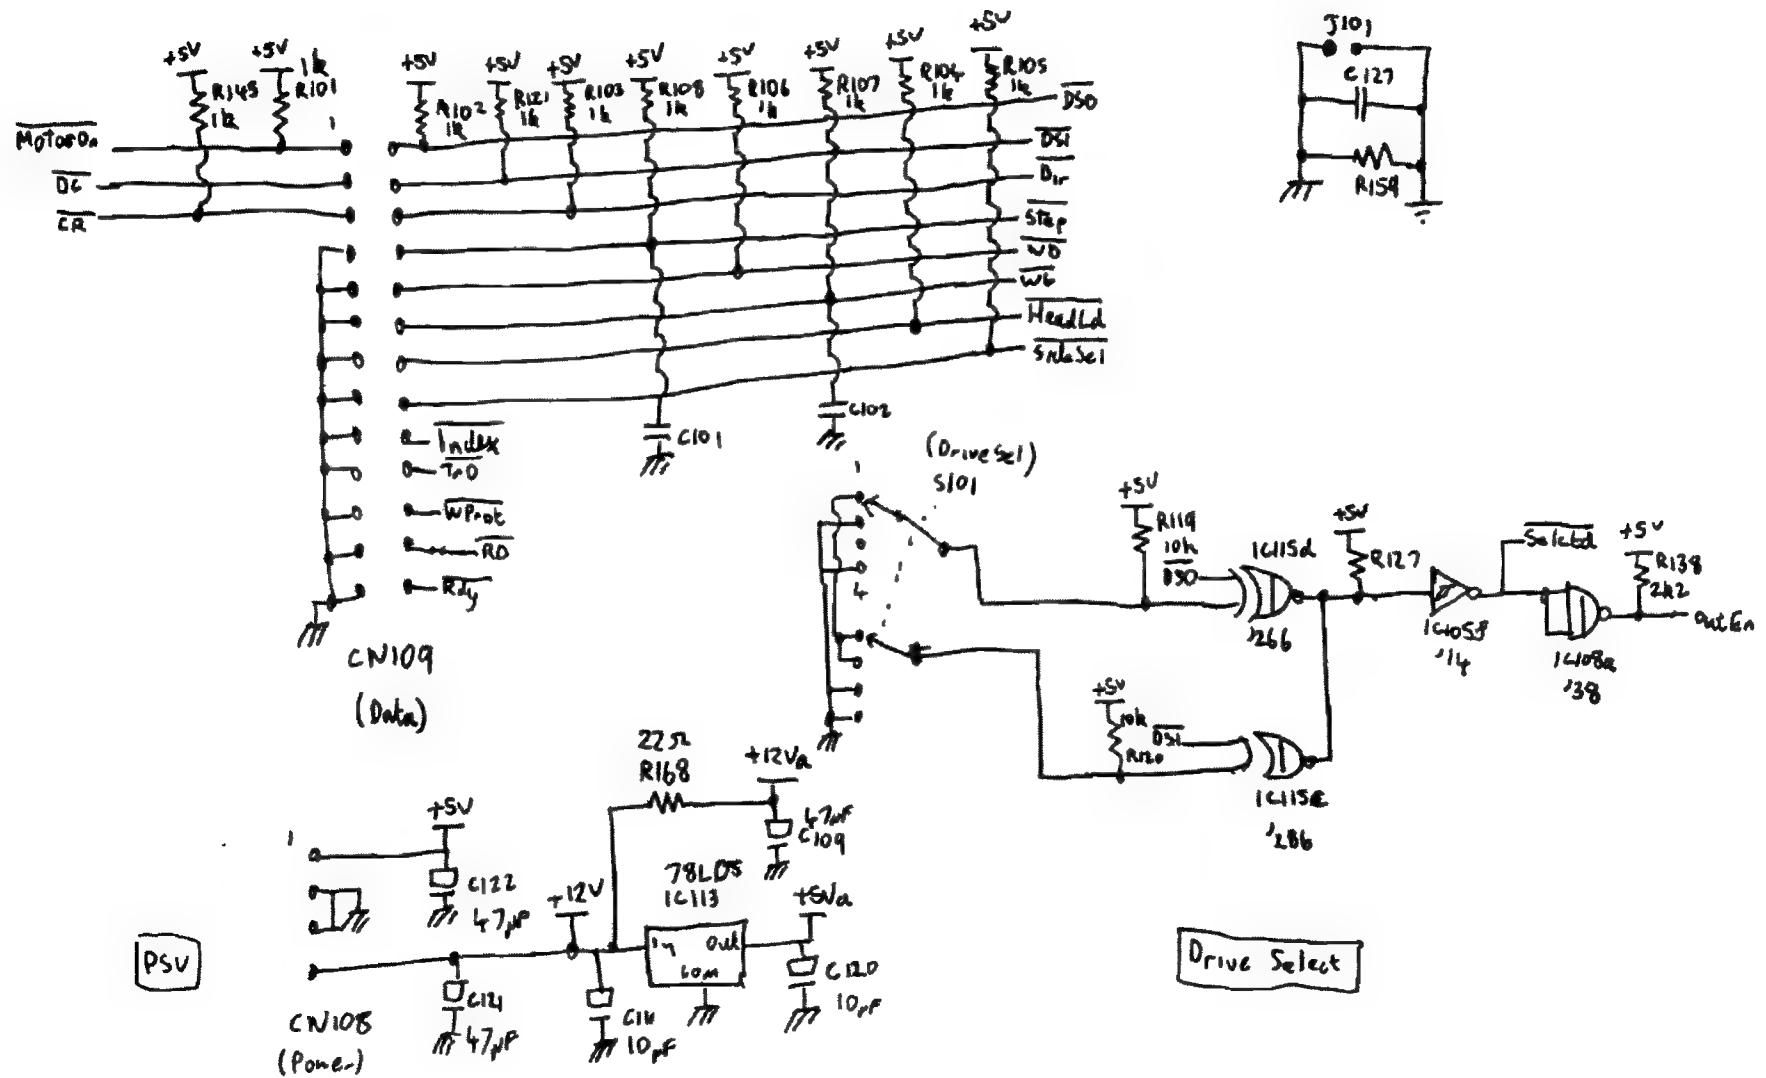 +5V
+5V
1k
R145
1k
R101
+5V
R102
1k
+5V
R121
1k
+5V
R103
1k
+5V
R108
1k
+5V
R106
1k
+5V
R107
1k
+5V
R104
1k
+5V
R105
1k
J101
C127
R159
1
MotorOn
DC
ER
DS0
DS1
Dir
Step
WD
WG
HeadLd
SideSel
C101
C102
Index
Tr0
WProt
RD
Rdy
CN109
(Data)
(Drive Sel)
S101
1
4
+5V
R119
10k
DS0
IC115d
'266
+5V
R127
IC105f
'14
Selctd
+5V
R138
2k2
IC108a
'38
OutEn
+5V
10k
R120
DS1
IC115c
'266
22Ω
R168
+12Va
47µF
C109
1
+5V
C122
47µF
+12V
78L05
IC113
In
Out
Com
+5Va
C120
10µF
C121
47µF
10µF
PSU
CN108
(Power)
Drive Select